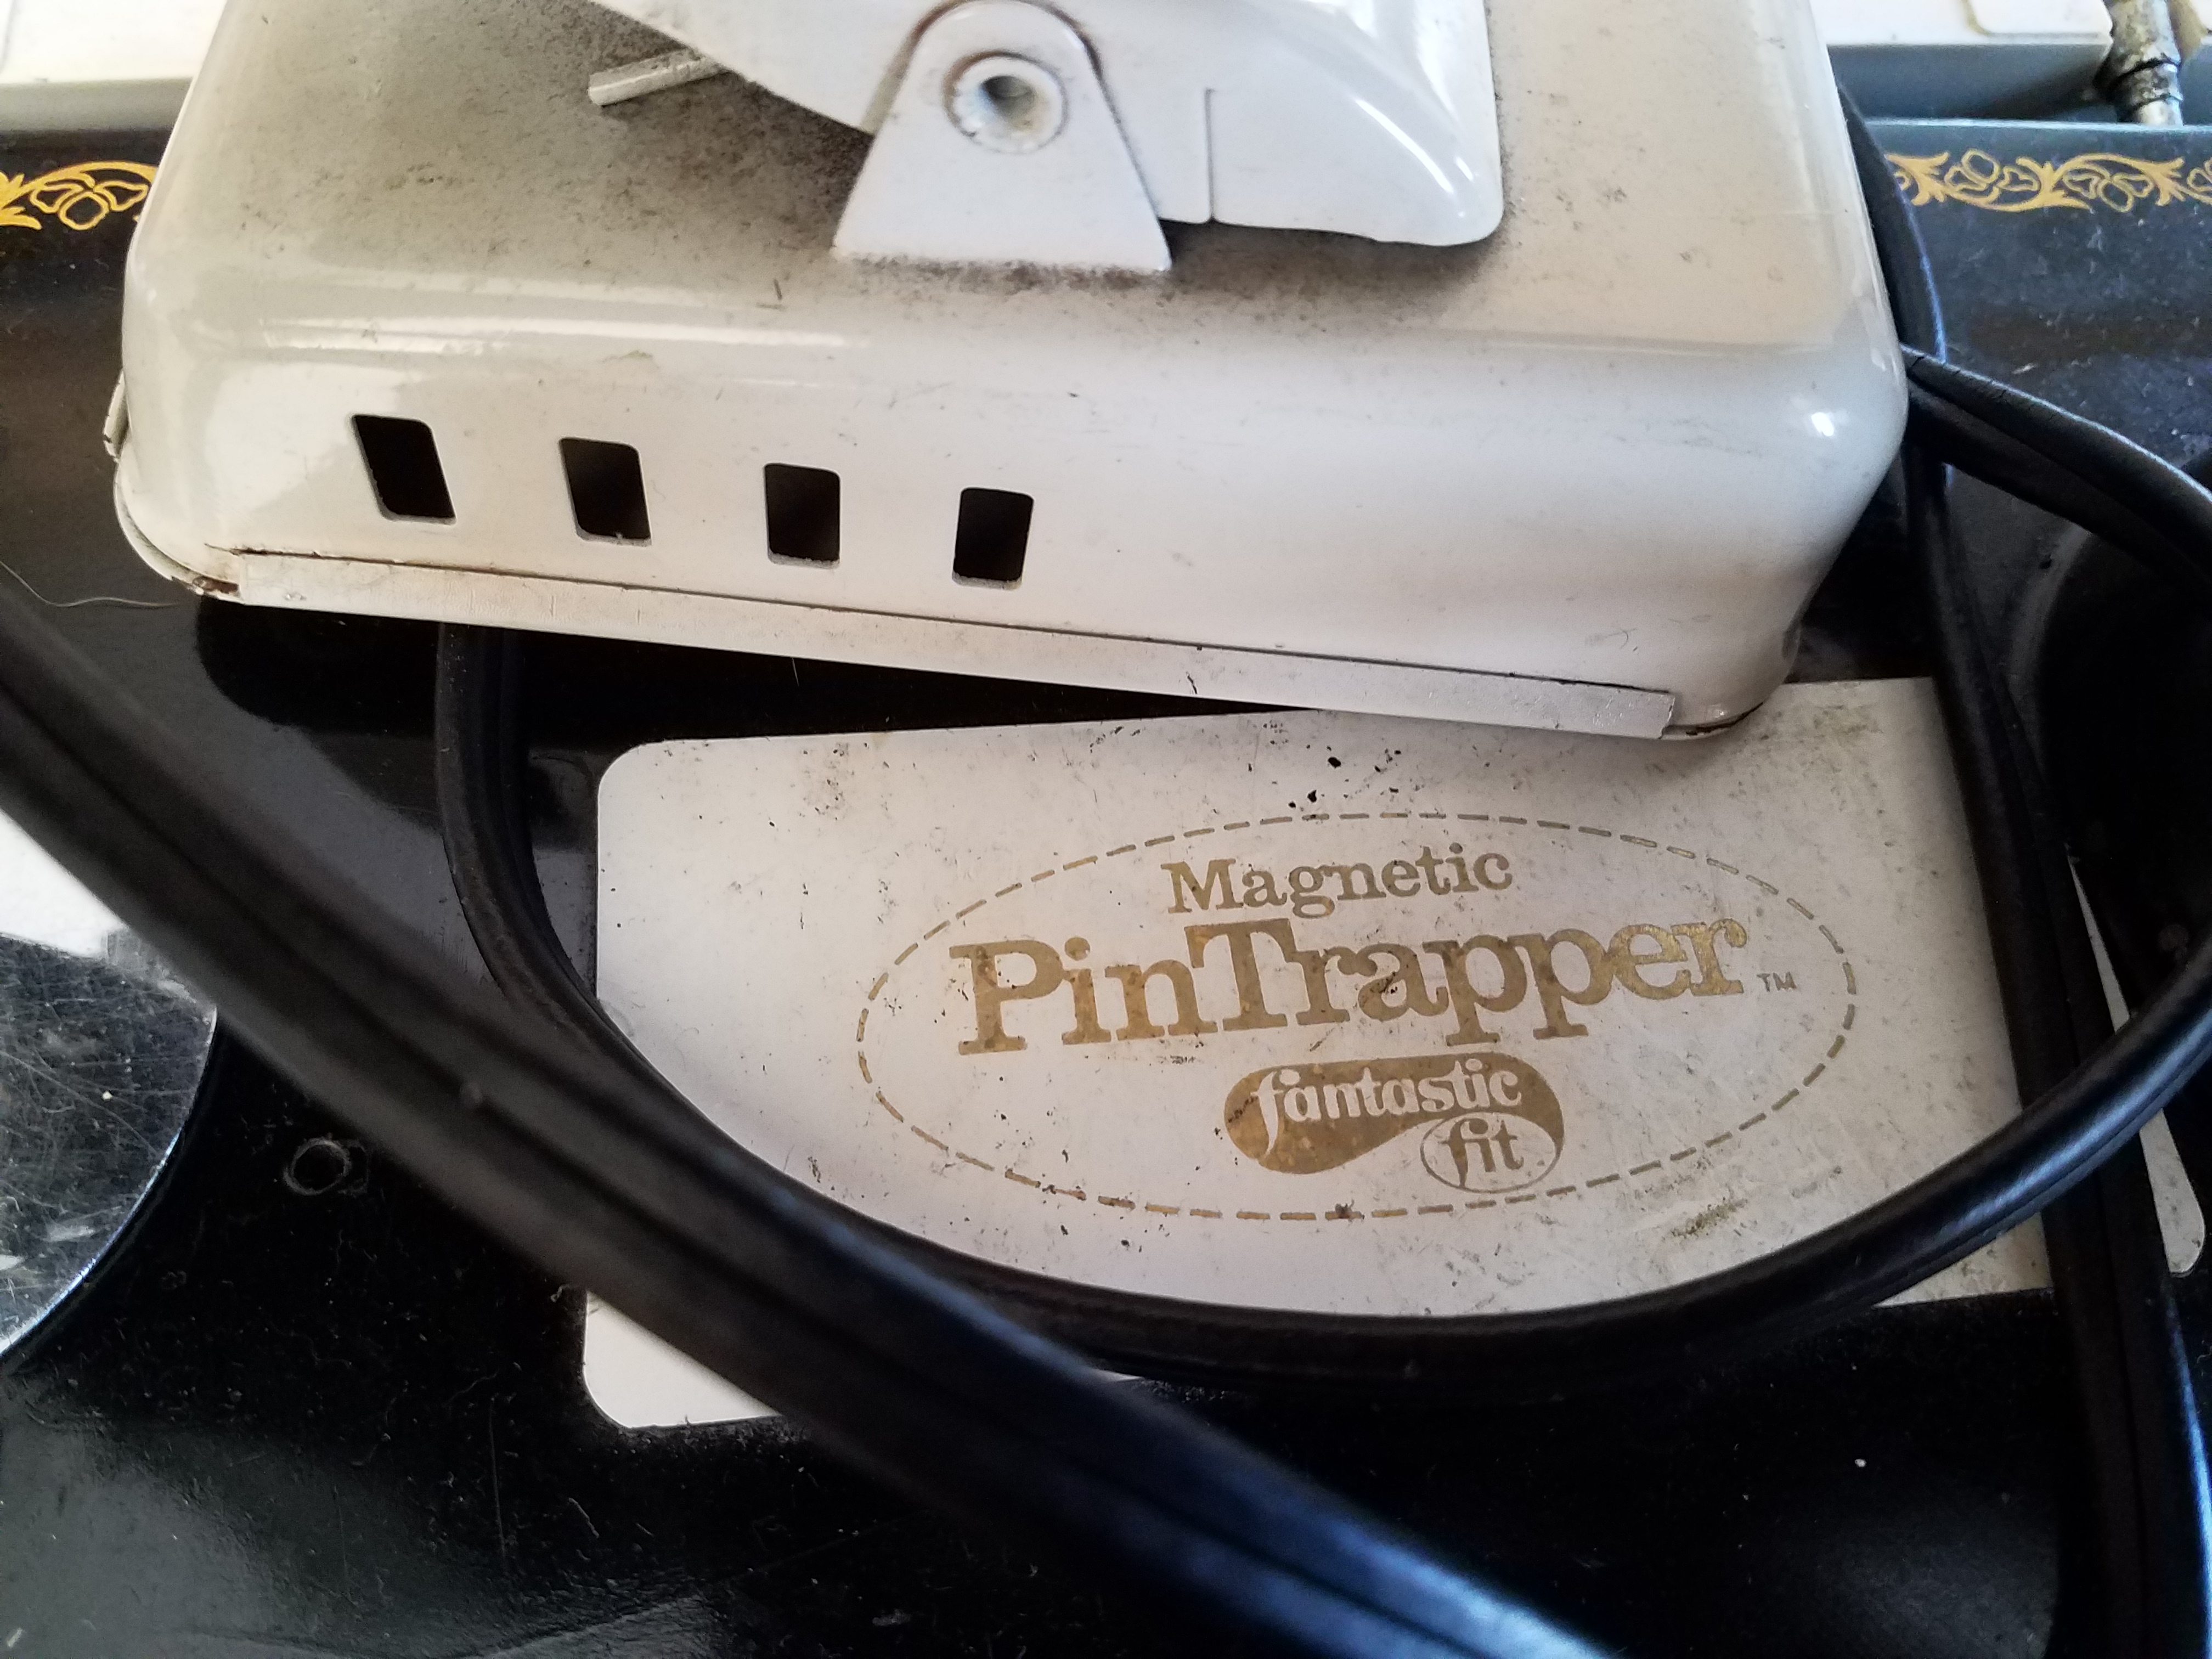 Magnetic
PinTrapper™
fantastic
fit